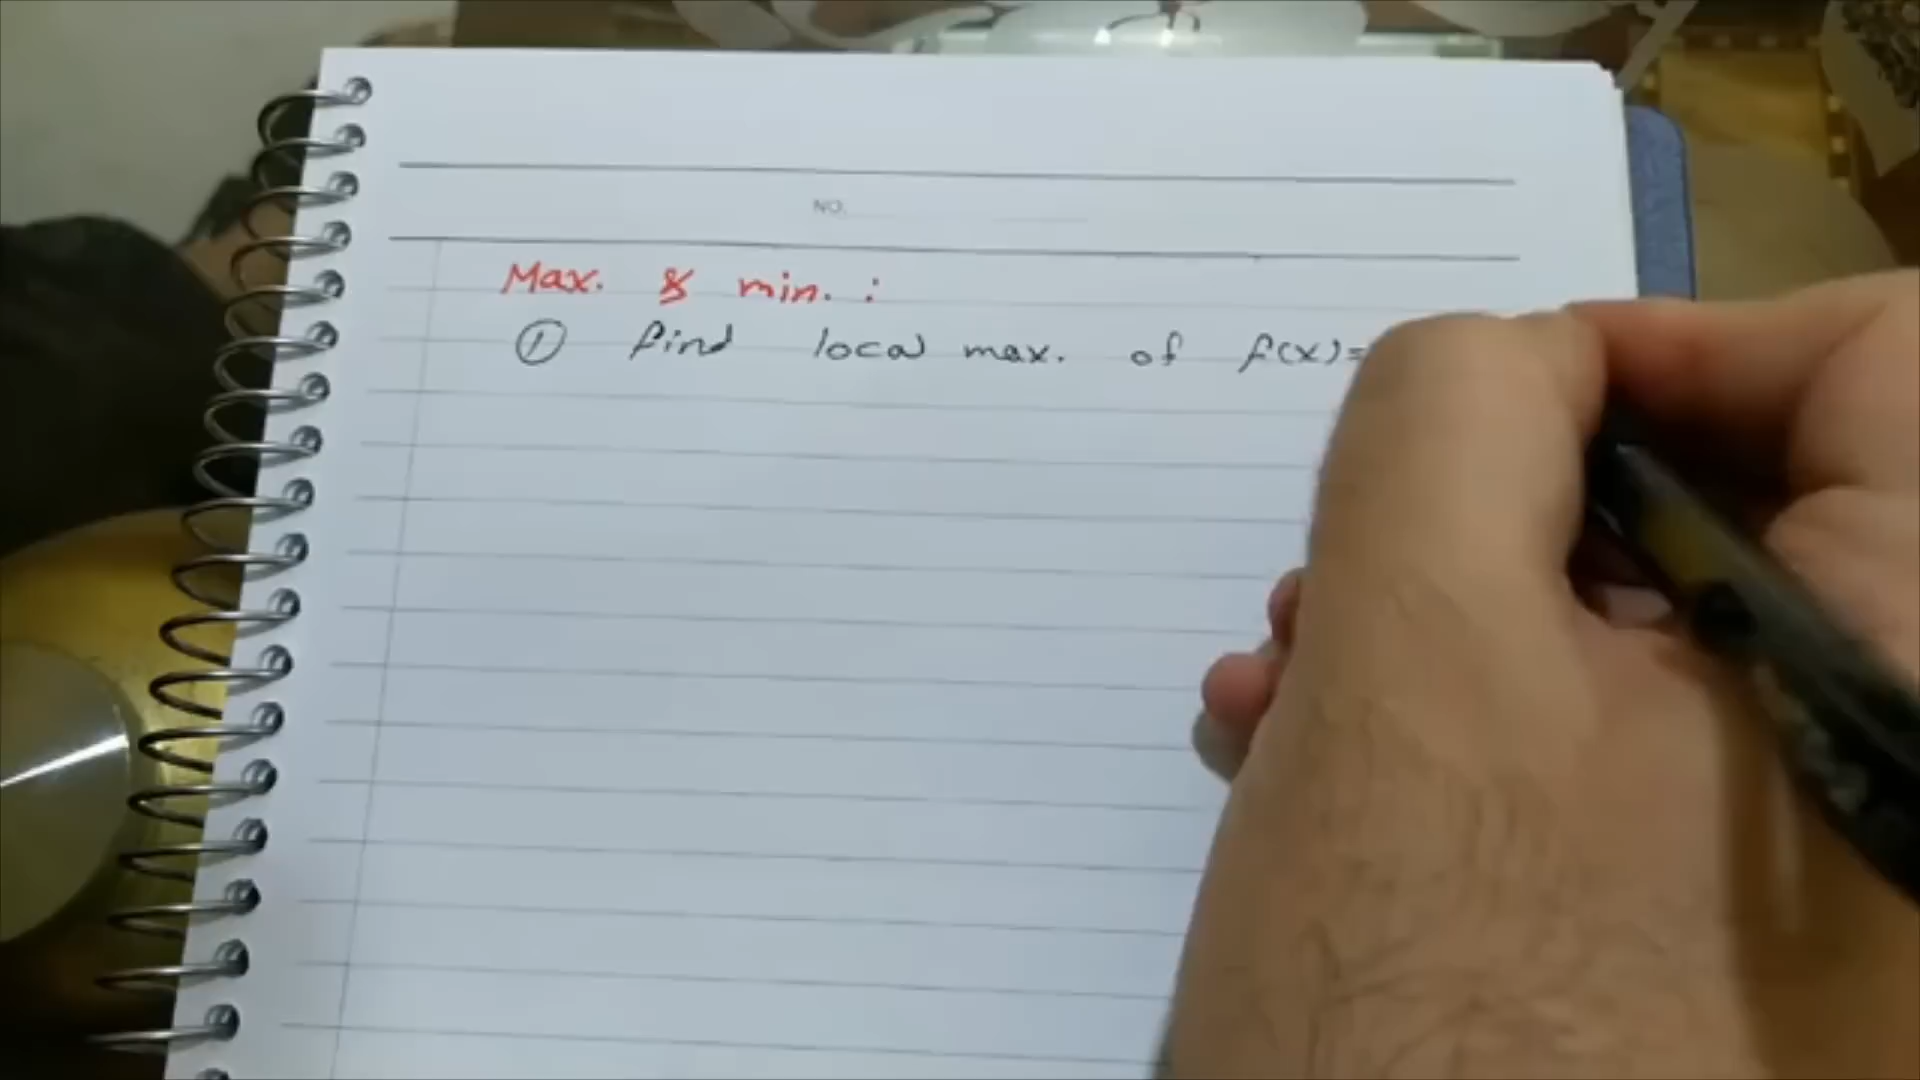 NO.
Max. & min. :
① find local max. of f(x)=